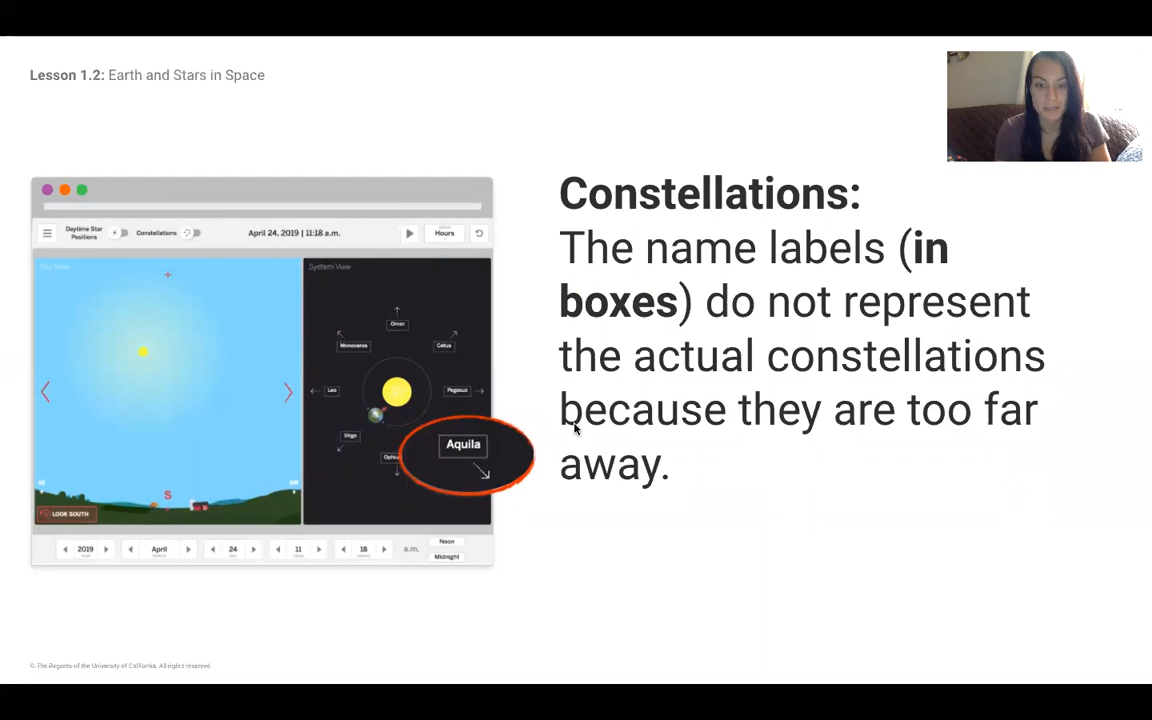 Lesson 1.2: Earth and Stars in Space
Constellations:
The name labels (in
boxes) do not represent
the actual constellations
because they are too far
away.
Daytime Star
Positions
Constellations
April 24, 2019 | 11:18 a.m.
Hours
System View
Orion
Monoceros
Cetus
Leo
Pegasus
Virgo
Aquila
S
LOOK SOUTH
2019
April
24
11
18
a.m.
Noon
Midnight
© The Regents of the University of California. All rights reserved.